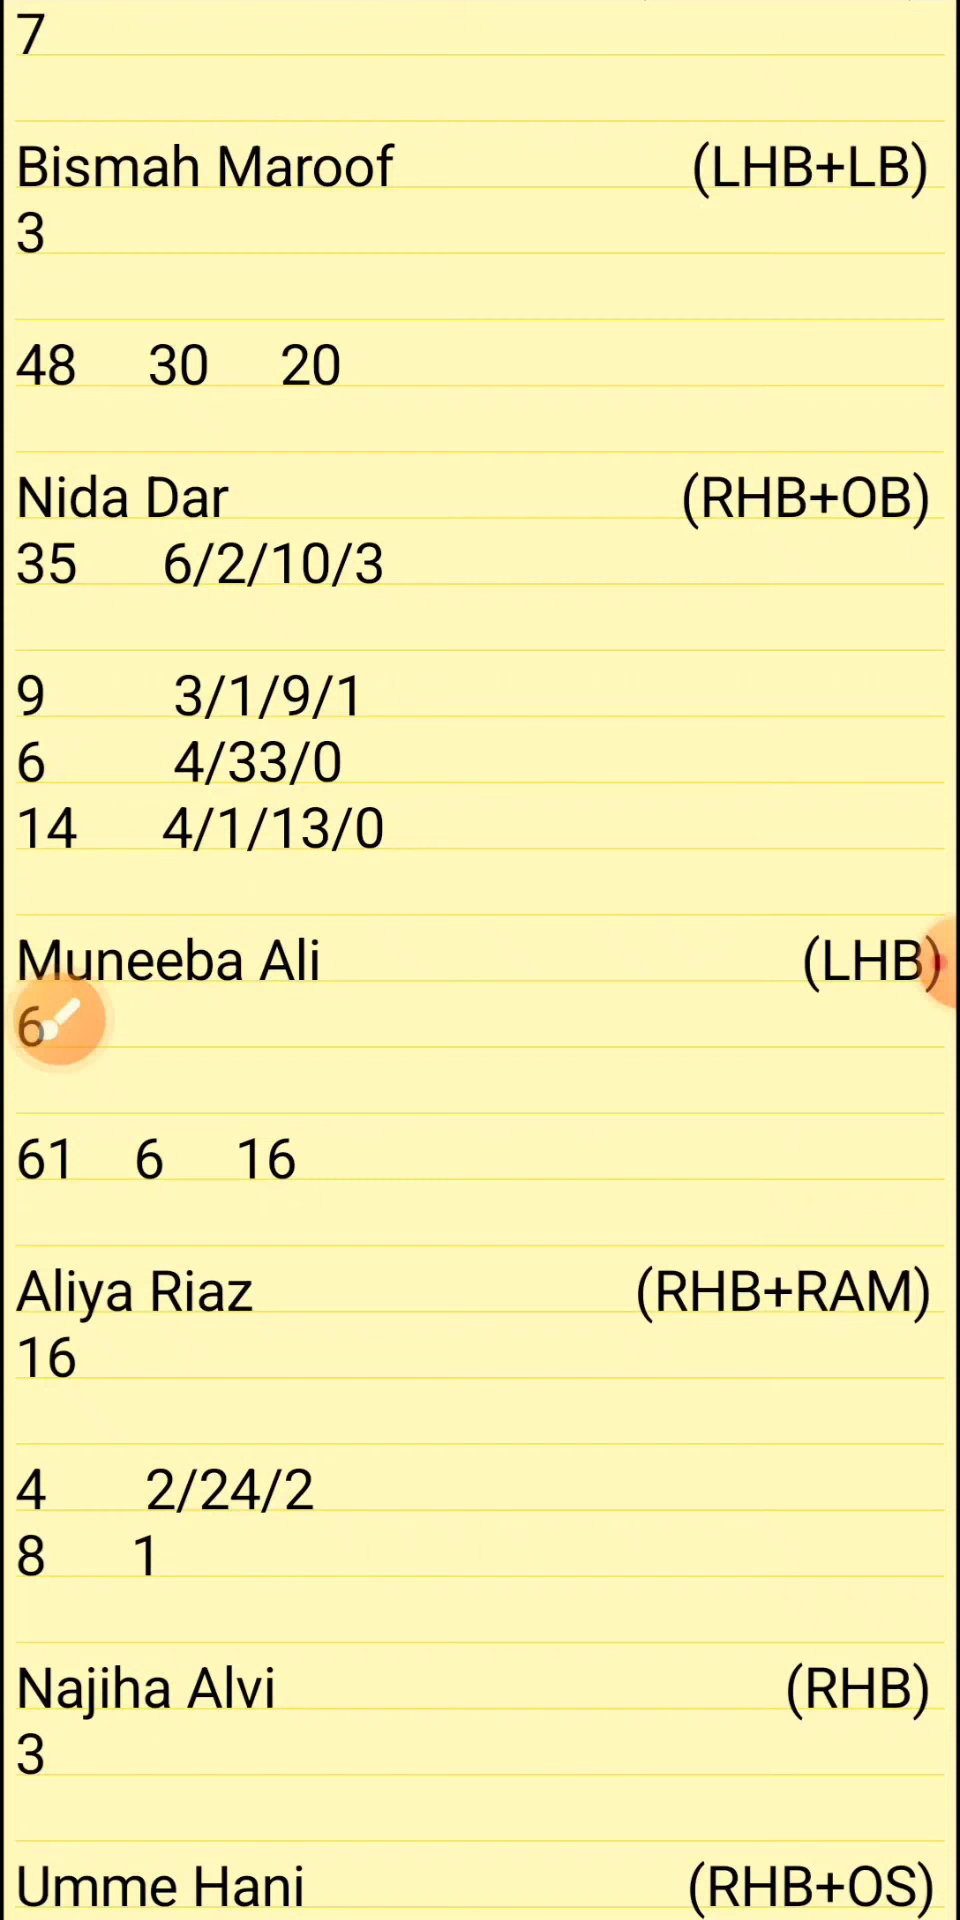 7
Bismah Maroof (LHB+LB)
3
48 30 20
Nida Dar (RHB+OB)
35 6/2/10/3
9 3/1/9/1
6 4/33/0
14 4/1/13/0
Muneeba Ali (LHB)
6
61 6 16
Aliya Riaz (RHB+RAM)
16
4 2/24/2
8 1
Najiha Alvi (RHB)
3
Umme Hani (RHB+OS)